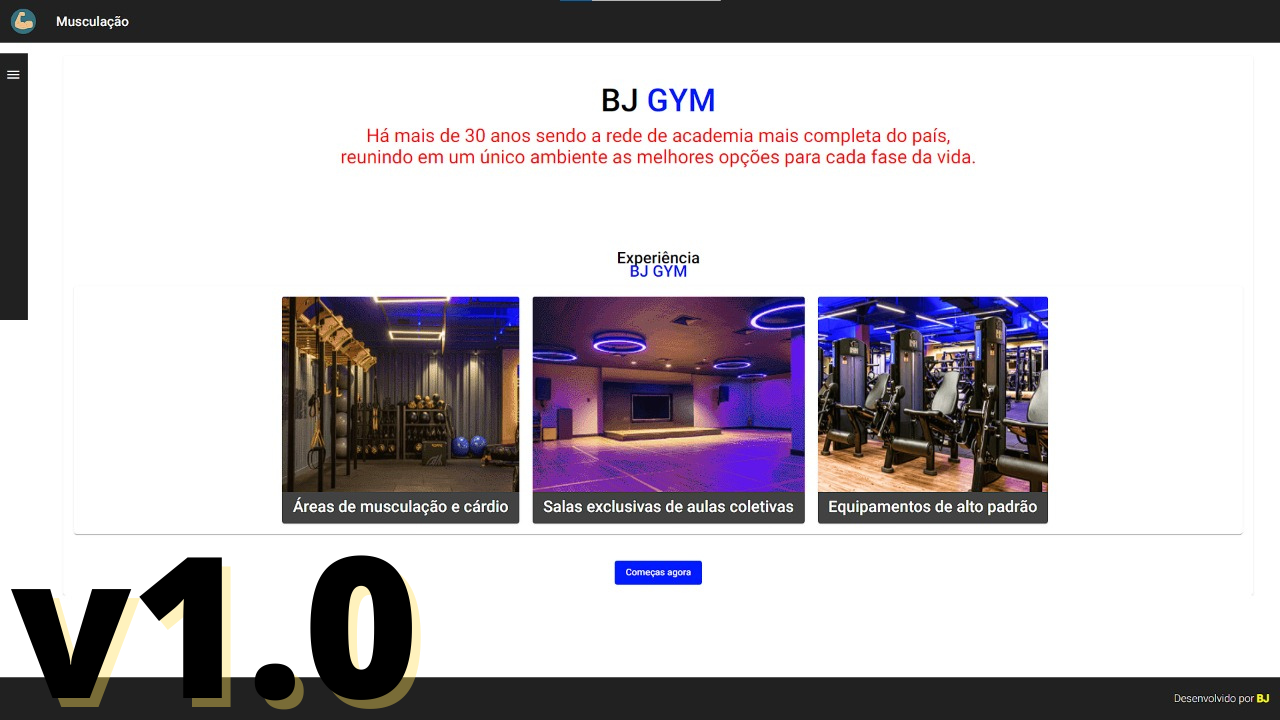 Musculação
BJ GYM
Há mais de 30 anos sendo a rede de academia mais completa do país,
reunindo em um único ambiente as melhores opções para cada fase da vida.
Experiência
BJ GYM
Áreas de musculação e cárdio
Salas exclusivas de aulas coletivas
Equipamentos de alto padrão
Começas agora
v1.0
Desenvolvido por BJ